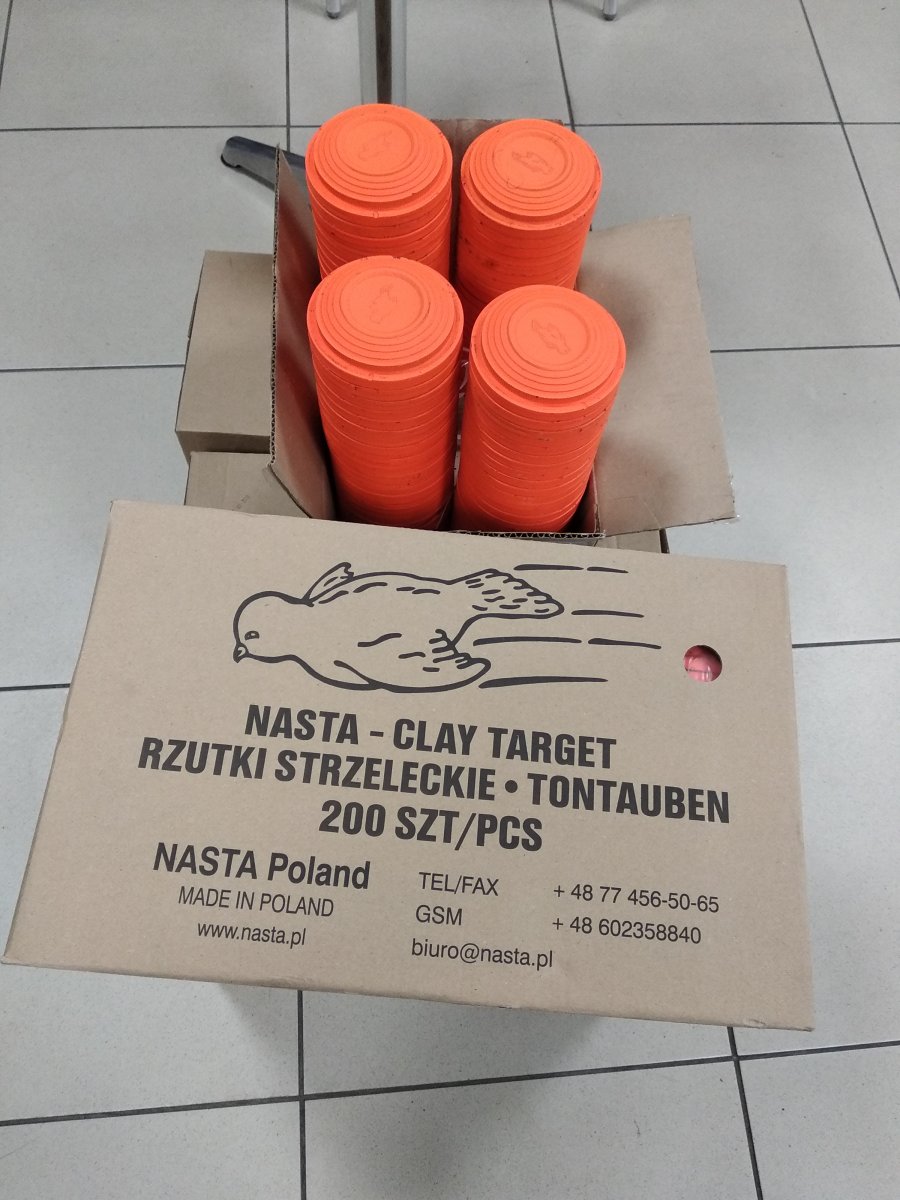 NASTA - CLAY TARGET
RZUTKI STRZELECKIE • TONTAUBEN
200 SZT/PCS
NASTA Poland
MADE IN POLAND
www.nasta.pl
TEL/FAX + 48 77 456-50-65
GSM + 48 602358840
biuro@nasta.pl